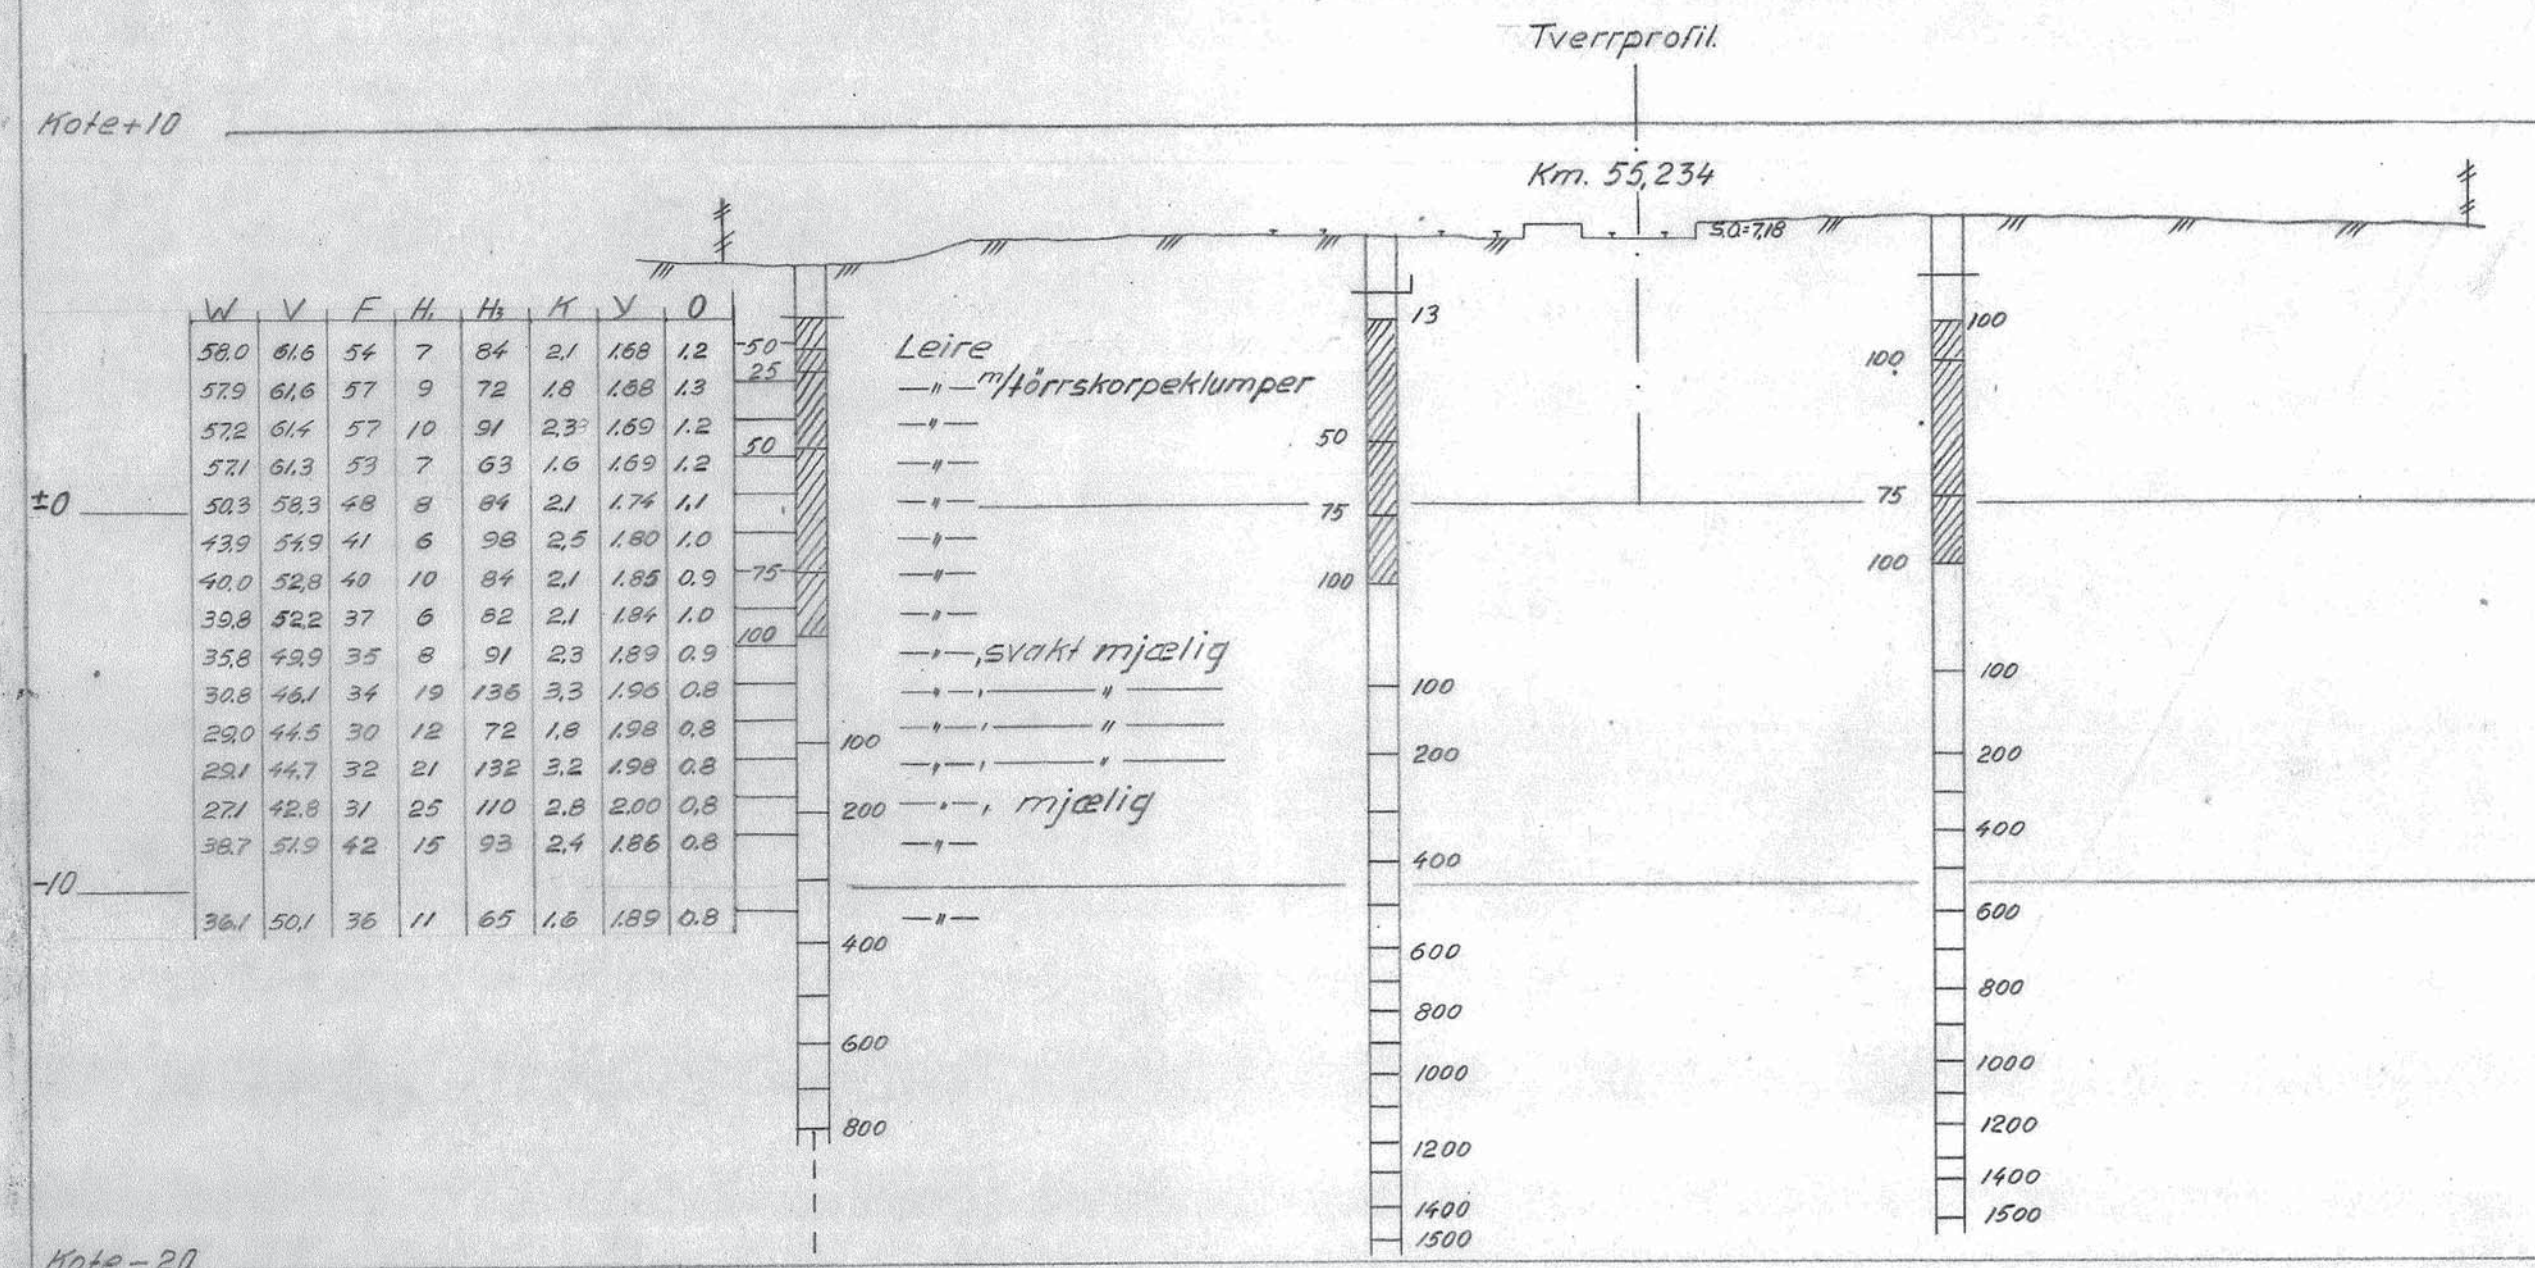 Tverrprofil.
Kote+10
Km. 55,234
S.O.=7,18
W V F H₁ H₃ K γ O
58.0 61.6 54 7 84 2,1 1.68 1.2
57.9 61,6 57 9 72 1.8 1.68 1.3
57,2 61.4 57 10 91 2,3 1.69 1.2
57.1 61.3 53 7 63 1.6 1.69 1.2
50.3 58.3 48 8 84 2,1 1.74 1,1
43.9 54.9 41 6 98 2,5 1.80 1.0
40.0 52,8 40 10 84 2,1 1.85 0.9
39,8 52,2 37 6 82 2,1 1.84 1.0
35,8 49,9 35 8 91 2,3 1.89 0.9
30.8 46.1 34 19 136 3,3 1.96 0.8
29,0 44.5 30 12 72 1,8 1.98 0.8
29.1 44,7 32 21 132 3.2 1.98 0.8
27.1 42.8 31 25 110 2.8 2.00 0,8
38.7 51.9 42 15 93 2,4 1.86 0.8
36.1 50,1 36 11 65 1.6 1.89 0.8
±0
-10
Kote-20
50
25
50
75
100
100
200
400
600
800
Leire
—"— m/törrskorpeklumper
—"—
—"—
—"—
—"—
—"—
—"—
—"—, svakt mjælig
—"—, —"—
—"—, —"—
—"—, —"—
—"—, mjælig
—"—
—"—
13
50
75
100
100
200
400
600
800
1000
1200
1400
1500
100
100
75
100
100
200
400
600
800
1000
1200
1400
1500